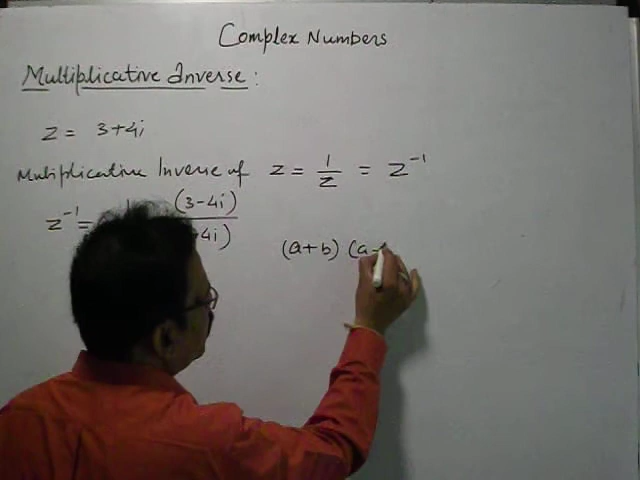 Complex Numbers
Multiplicative Inverse :
z = 3+4i
Multiplicative Inverse of z = 1/z = z⁻¹
z⁻¹ = (3-4i)
4i)
(a+b) (a-